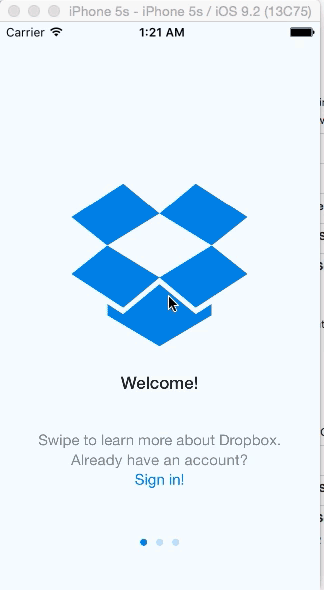 iPhone 5s - iPhone 5s / iOS 9.2 (13C75)
Carrier 1:21 AM
Welcome!
Swipe to learn more about Dropbox.
Already have an account?
Sign in!